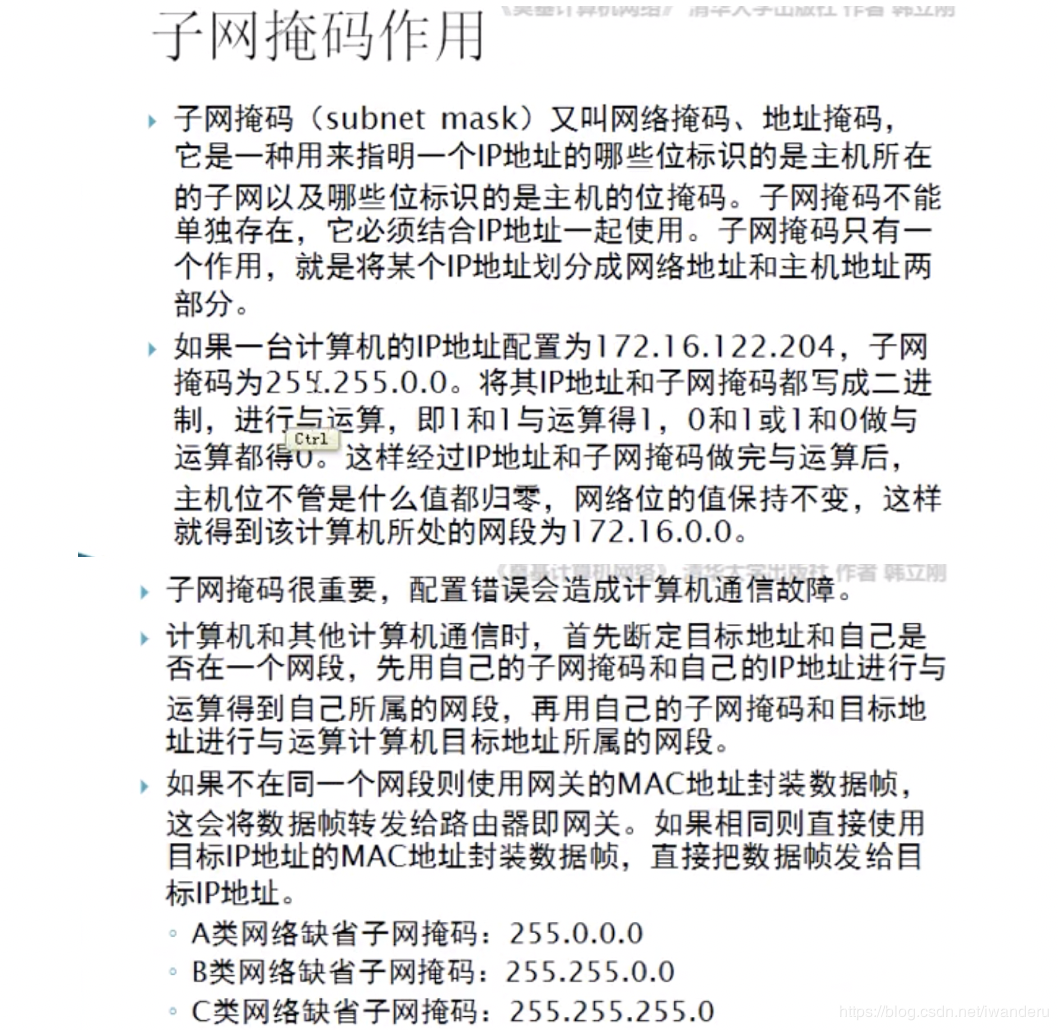 《奠基计算机网络》 清华大学出版社 作者 韩立刚
子网掩码作用
子网掩码（subnet mask）又叫网络掩码、地址掩码，
它是一种用来指明一个IP地址的哪些位标识的是主机所在
的子网以及哪些位标识的是主机的位掩码。子网掩码不能
单独存在，它必须结合IP地址一起使用。子网掩码只有一
个作用，就是将某个IP地址划分成网络地址和主机地址两
部分。
如果一台计算机的IP地址配置为172.16.122.204，子网
掩码为255.255.0.0。将其IP地址和子网掩码都写成二进
制，进行与运算，即1和1与运算得1，0和1或1和0做与
Ctrl
运算都得0。这样经过IP地址和子网掩码做完与运算后，
主机位不管是什么值都归零，网络位的值保持不变，这样
就得到该计算机所处的网段为172.16.0.0。
《奠基计算机网络》 清华大学出版社 作者 韩立刚
子网掩码很重要，配置错误会造成计算机通信故障。
计算机和其他计算机通信时，首先断定目标地址和自己是
否在一个网段，先用自己的子网掩码和自己的IP地址进行与
运算得到自己所属的网段，再用自己的子网掩码和目标地
址进行与运算计算机目标地址所属的网段。
如果不在同一个网段则使用网关的MAC地址封装数据帧，
这会将数据帧转发给路由器即网关。如果相同则直接使用
目标IP地址的MAC地址封装数据帧，直接把数据帧发给目
标IP地址。
A类网络缺省子网掩码：255.0.0.0
B类网络缺省子网掩码：255.255.0.0
C类网络缺省子网掩码：255.255.255.0
https://blog.csdn.net/iwanderu